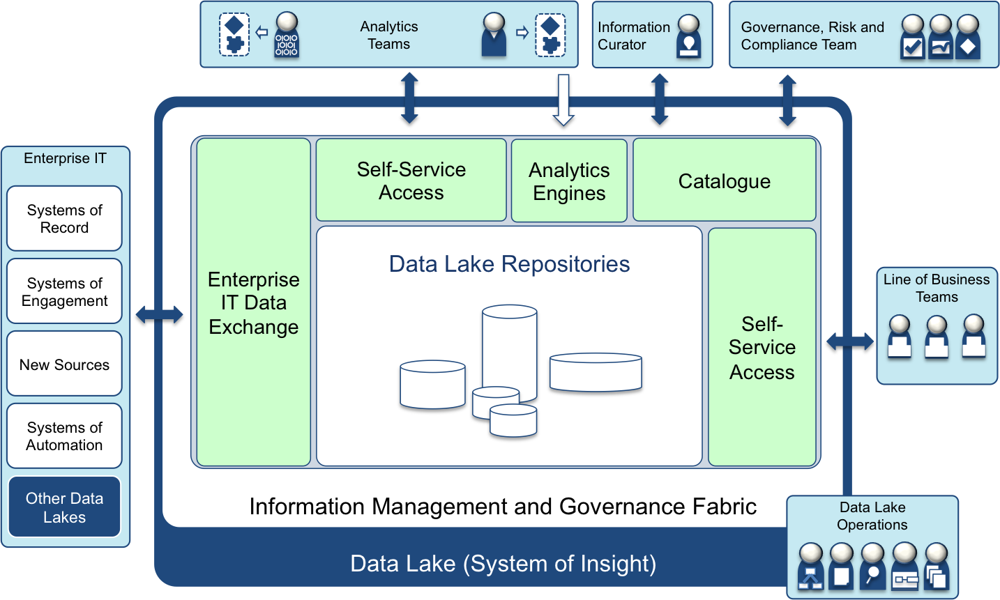 Analytics
Teams
Information
Curator
Governance, Risk and
Compliance Team
Enterprise IT
Systems of
Record
Systems of
Engagement
New Sources
Systems of
Automation
Other Data
Lakes
Enterprise
IT Data
Exchange
Self-Service
Access
Analytics
Engines
Catalogue
Data Lake Repositories
Self-
Service
Access
Line of Business
Teams
Information Management and Governance Fabric
Data Lake (System of Insight)
Data Lake
Operations